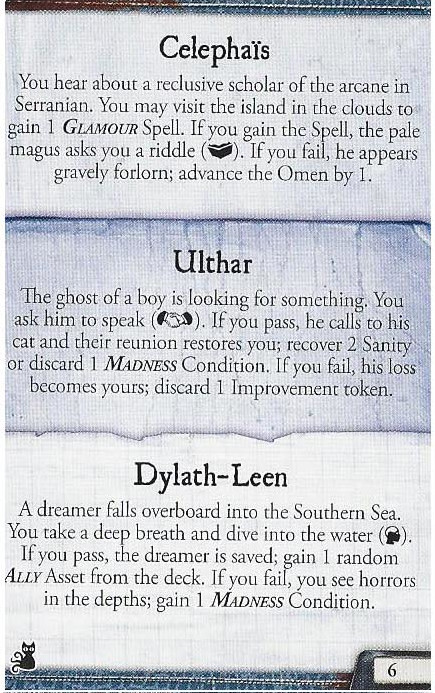 Celephaïs
You hear about a reclusive scholar of the arcane in
Serranian. You may visit the island in the clouds to
gain 1 GLAMOUR Spell. If you gain the Spell, the pale
magus asks you a riddle ( ). If you fail, he appears
gravely forlorn; advance the Omen by 1.
Ulthar
The ghost of a boy is looking for something. You
ask him to speak ( ). If you pass, he calls to his
cat and their reunion restores you; recover 2 Sanity
or discard 1 MADNESS Condition. If you fail, his loss
becomes yours; discard 1 Improvement token.
Dylath-Leen
A dreamer falls overboard into the Southern Sea.
You take a deep breath and dive into the water ( ).
If you pass, the dreamer is saved; gain 1 random
ALLY Asset from the deck. If you fail, you see horrors
in the depths; gain 1 MADNESS Condition.
6